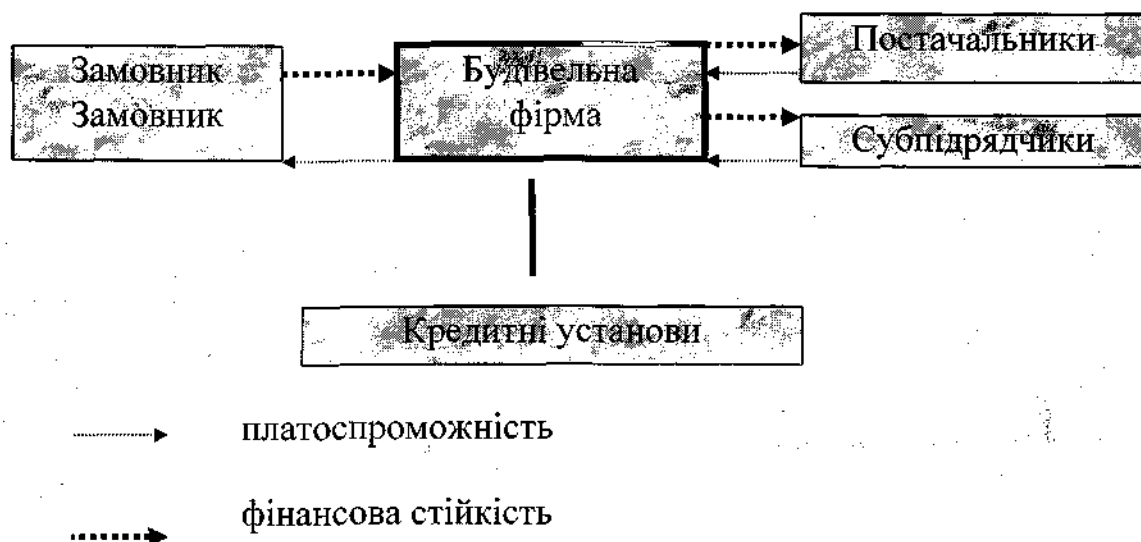 Постачальники
Замовник
Замовник
Будівельна
фірма
Субпідрядчики
Кредитні установи
платоспроможність
фінансова стійкість